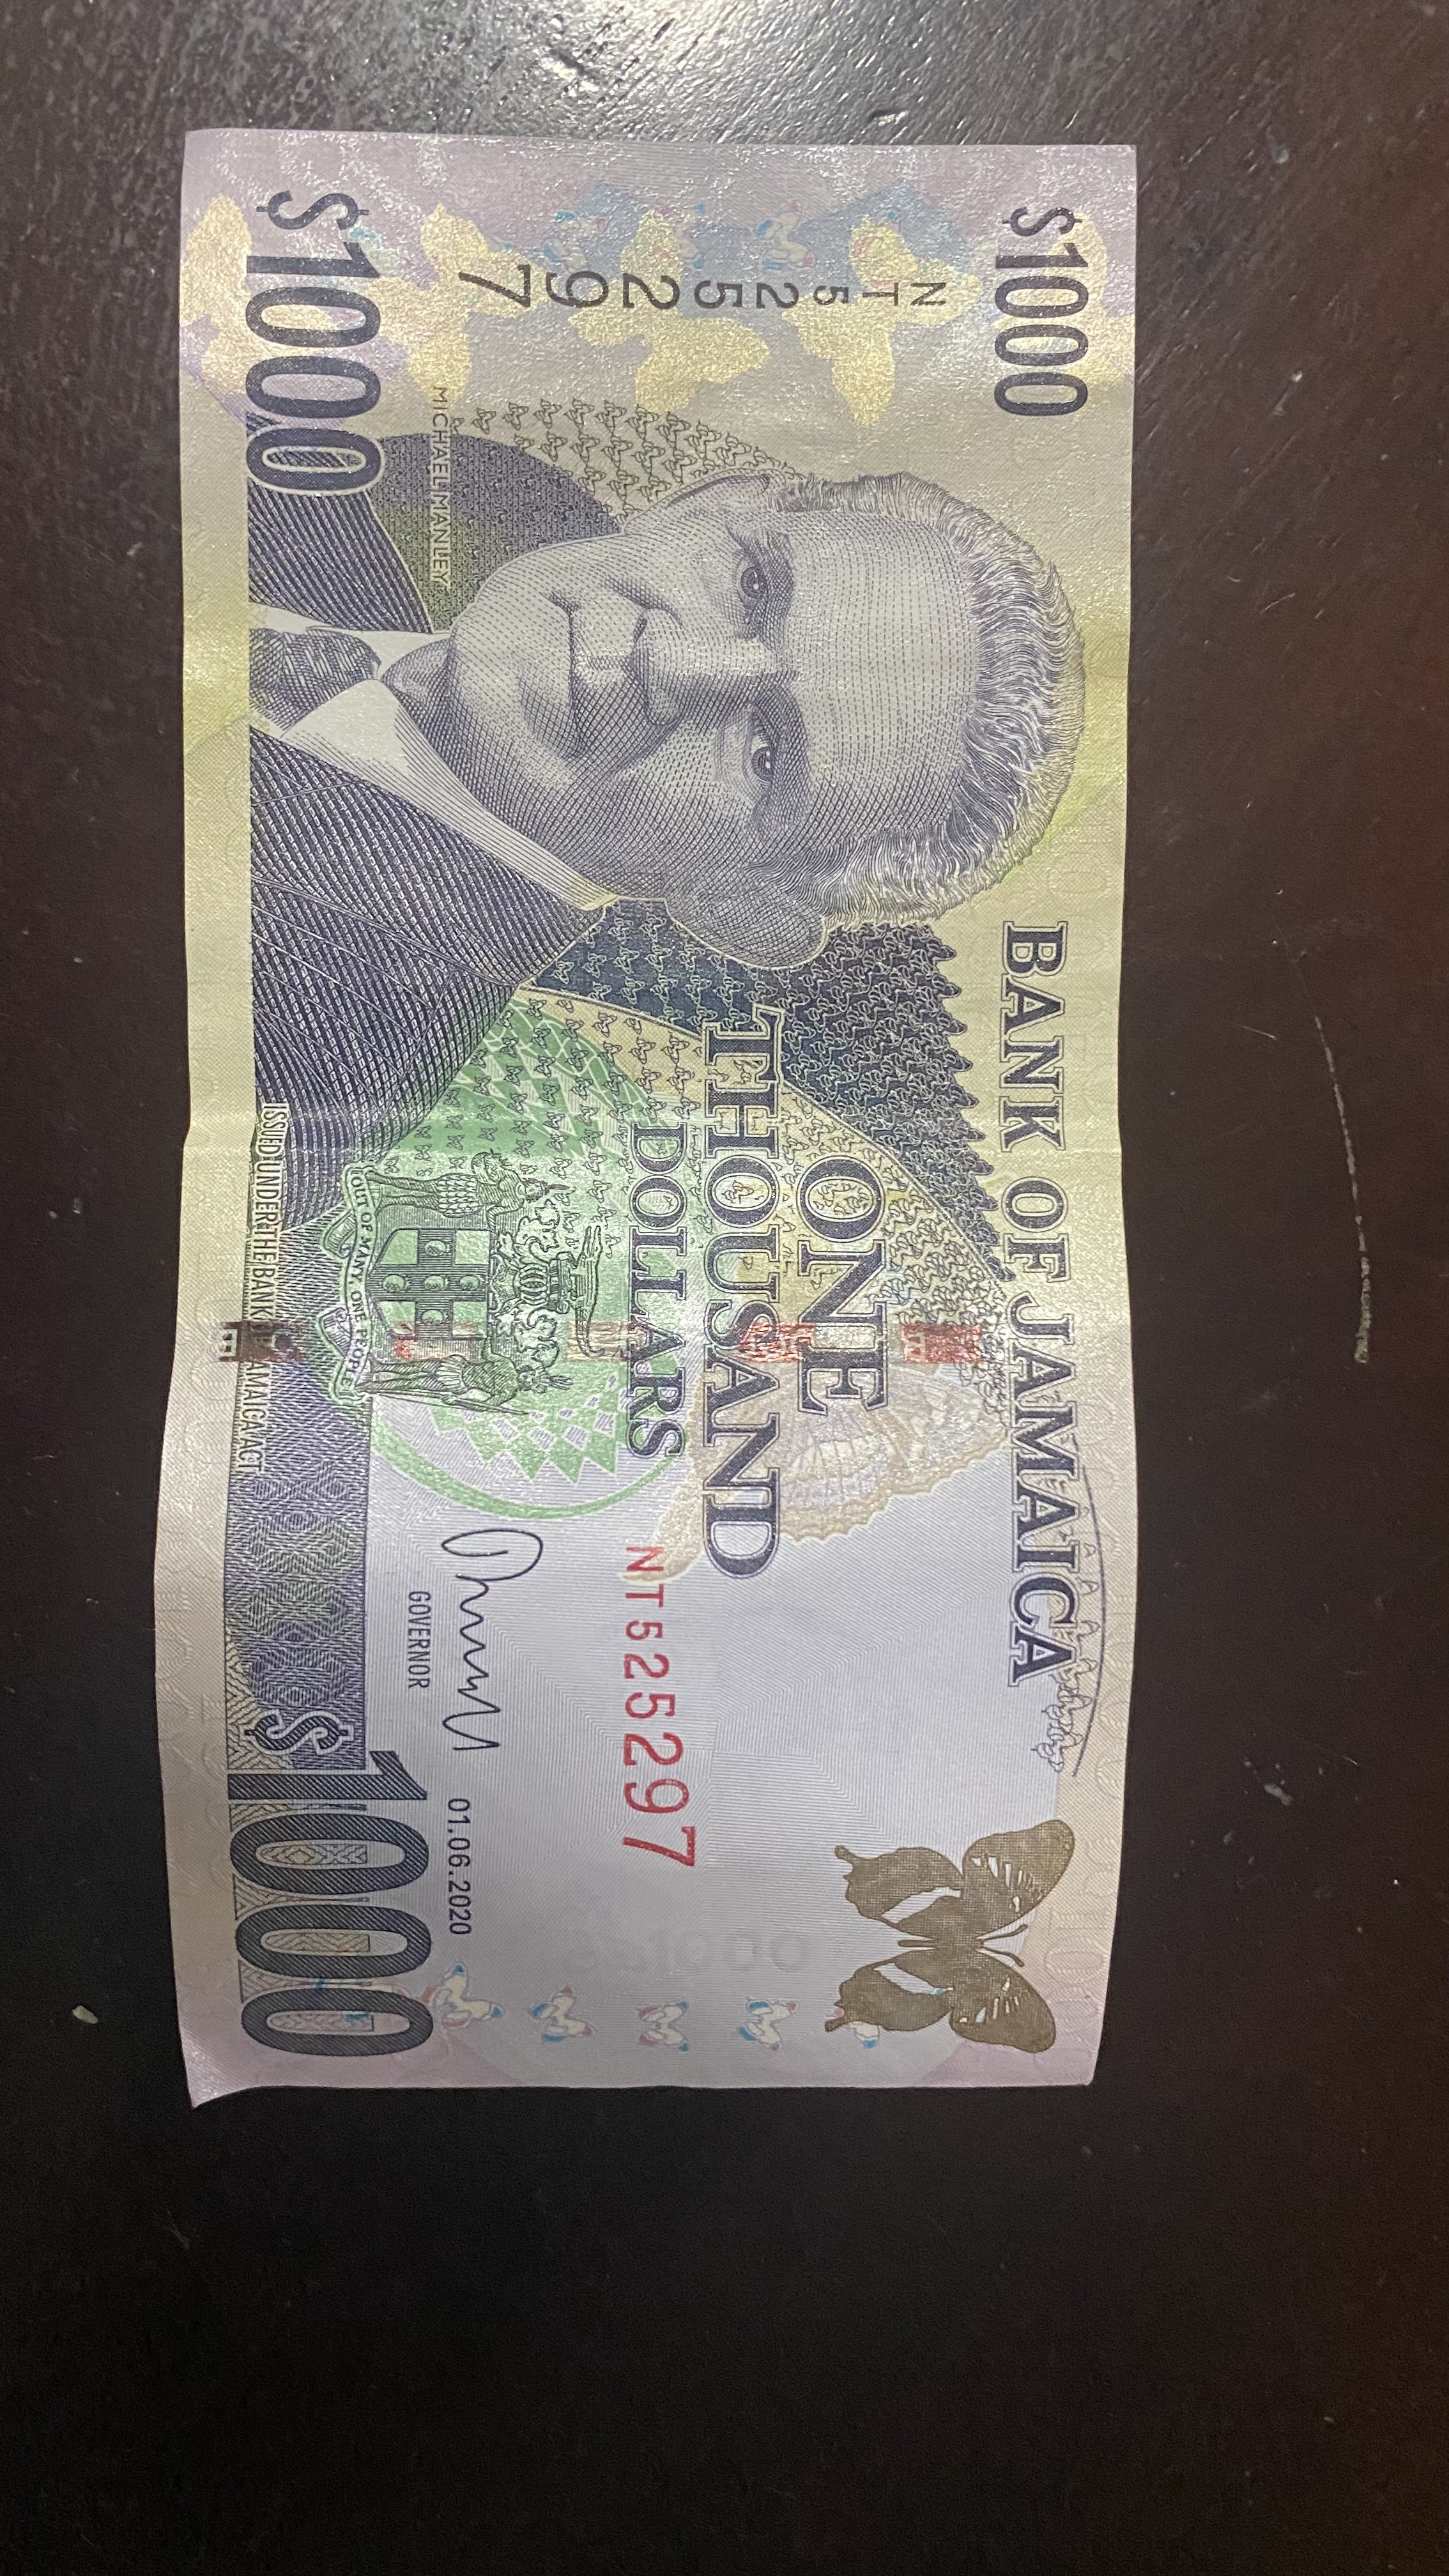 $1000
BANK OF JAMAICA
NT525297
ONE
THOUSAND
DOLLARS
NT525297
MICHAEL MANLEY
OUT OF MANY, ONE PEOPLE
GOVERNOR
01.06.2020
$1000
ISSUED UNDER THE BANK JAMAICA ACT
$1000